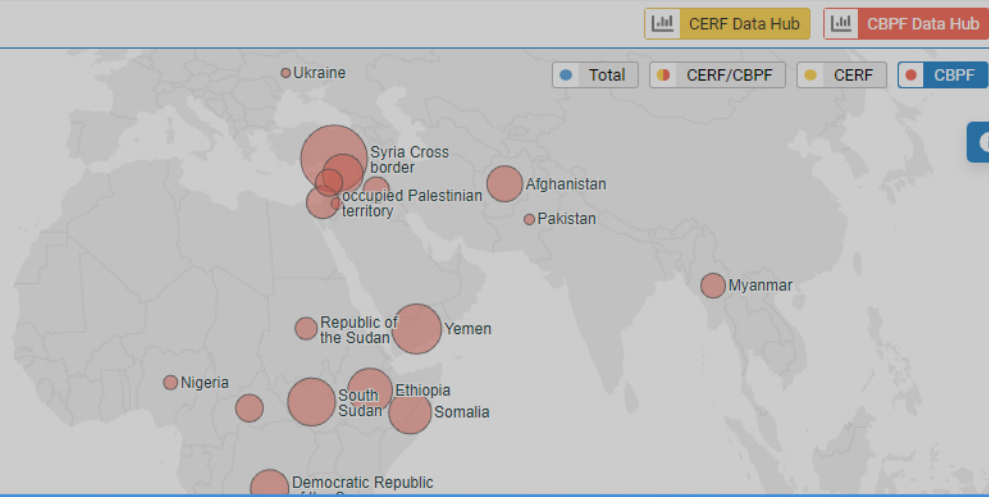 CERF Data Hub
CBPF Data Hub
Total
CERF/CBPF
CERF
CBPF
Ukraine
Syria Cross
border
occupied Palestinian
territory
Afghanistan
Pakistan
Myanmar
Republic of
the Sudan
Yemen
Nigeria
South
Sudan
Ethiopia
Somalia
Democratic Republic